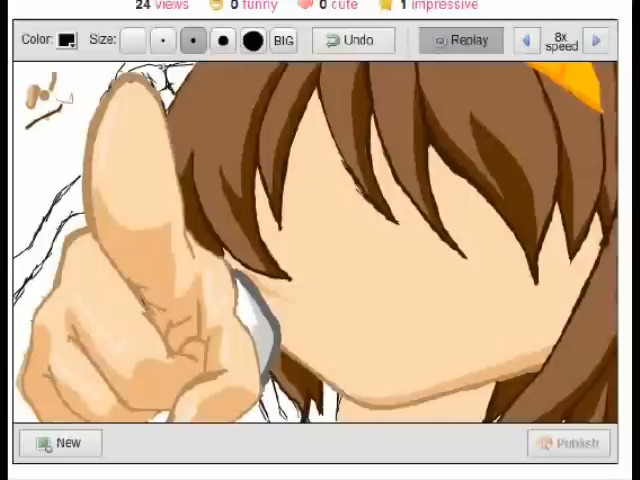 24 views 0 funny 0 cute 1 impressive
Color: Size: BIG Undo Replay 8x speed
New Publish